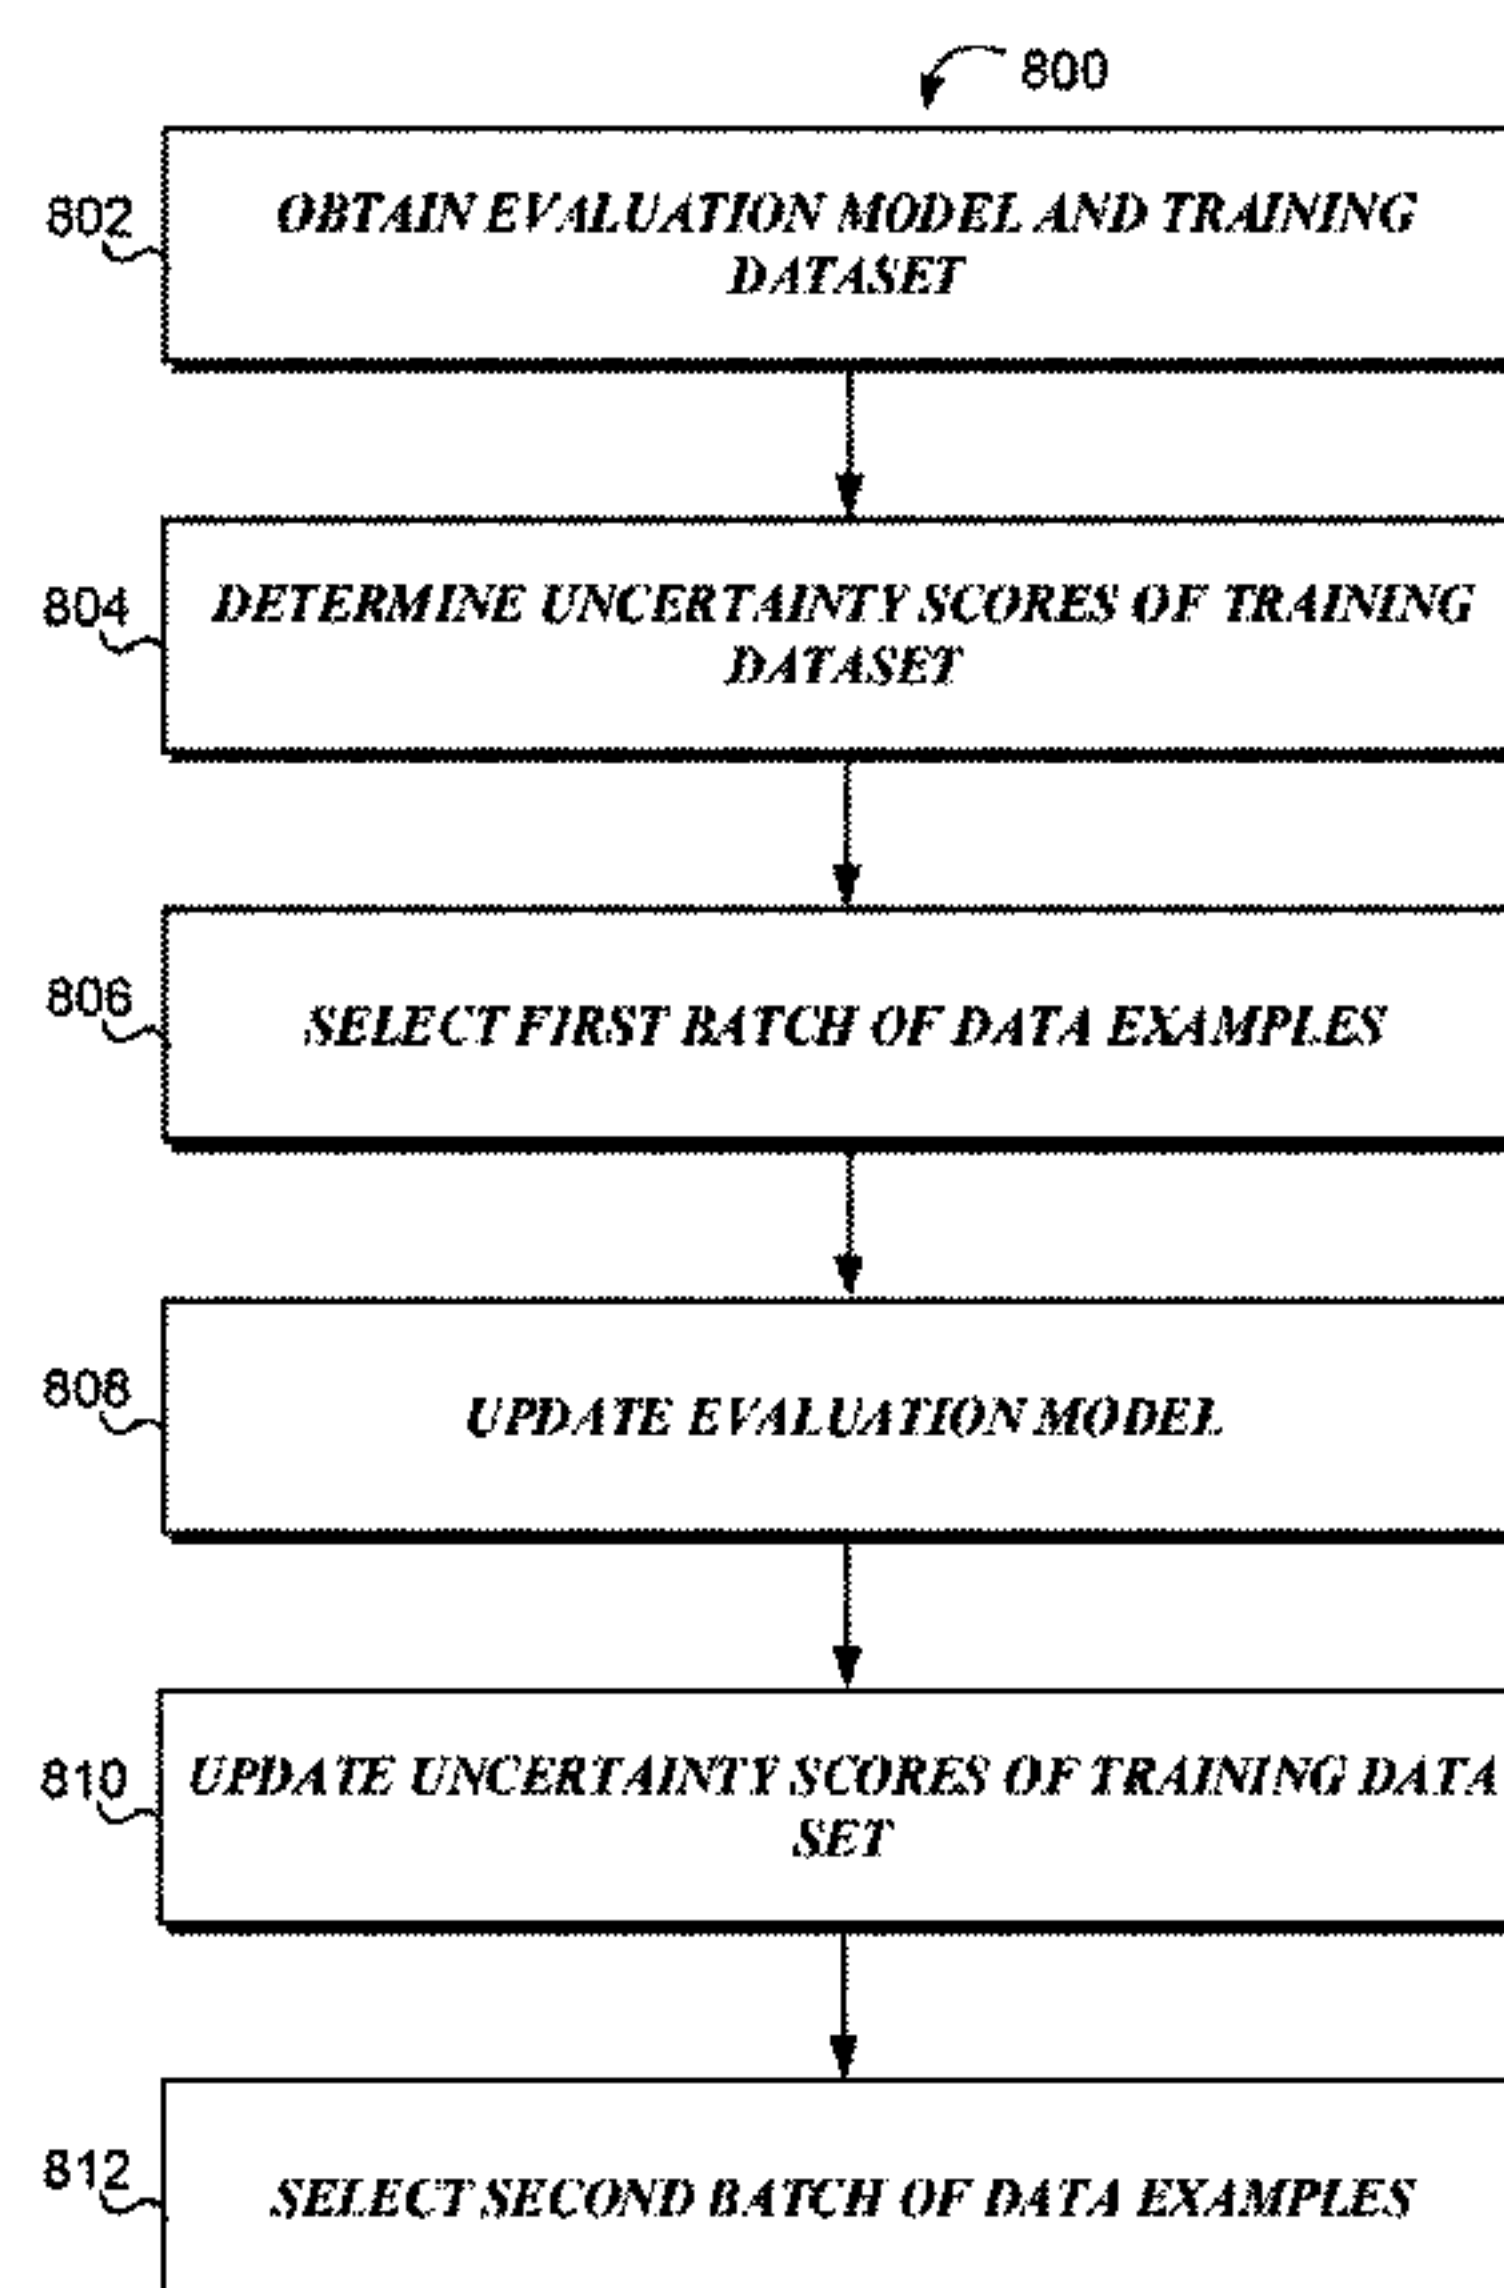 800
802
OBTAIN EVALUATION MODEL AND TRAINING
DATASET
804
DETERMINE UNCERTAINTY SCORES OF TRAINING
DATASET
806
SELECT FIRST BATCH OF DATA EXAMPLES
808
UPDATE EVALUATION MODEL
810
UPDATE UNCERTAINTY SCORES OF TRAINING DATA
SET
812
SELECT SECOND BATCH OF DATA EXAMPLES